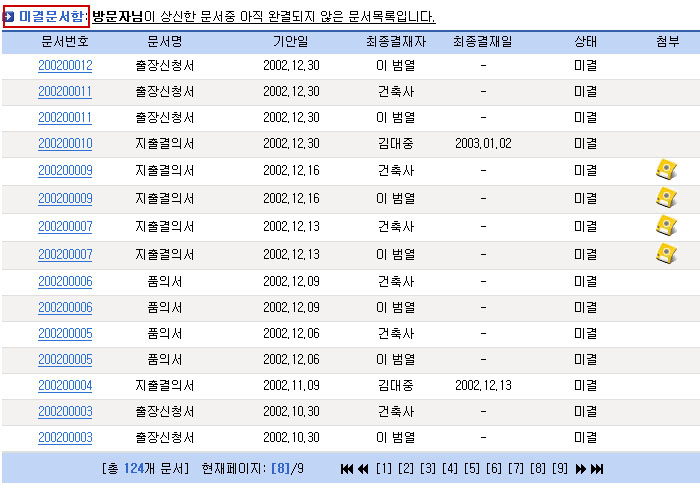 미결문서함: 방문자님이 상신한 문서중 아직 완결되지 않은 문서목록입니다.
문서번호 문서명 기안일 최종결재자 최종결재일 상태 첨부
200200012 출장신청서 2002.12.30 이 범열 - 미결
200200011 출장신청서 2002.12.30 건축사 - 미결
200200011 출장신청서 2002.12.30 이 범열 - 미결
200200010 지출결의서 2002.12.30 김대중 2003.01.02 미결
200200009 지출결의서 2002.12.16 건축사 - 미결
200200009 지출결의서 2002.12.16 이 범열 - 미결
200200007 지출결의서 2002.12.13 건축사 - 미결
200200007 지출결의서 2002.12.13 이 범열 - 미결
200200006 품의서 2002.12.09 건축사 - 미결
200200006 품의서 2002.12.09 이 범열 - 미결
200200005 품의서 2002.12.06 건축사 - 미결
200200005 품의서 2002.12.06 이 범열 - 미결
200200004 지출결의서 2002.11.09 김대중 2002.12.13 미결
200200003 출장신청서 2002.10.30 건축사 - 미결
200200003 출장신청서 2002.10.30 이 범열 - 미결
[총 124개 문서] 현재페이지: [8]/9 [1] [2] [3] [4] [5] [6] [7] [8] [9]